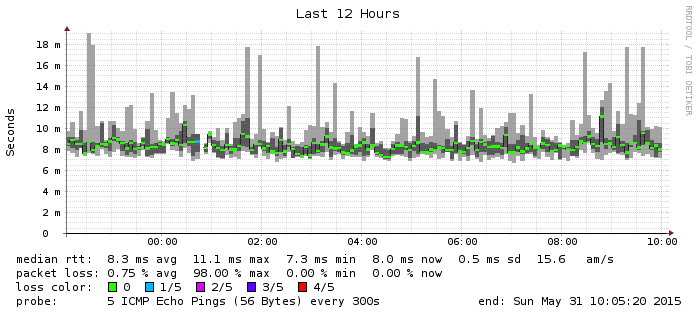 Last 12 Hours
RRDTOOL / TOBI OETIKER
Seconds
18 m
16 m
14 m
12 m
10 m
8 m
6 m
4 m
2 m
0
00:00 02:00 04:00 06:00 08:00 10:00
median rtt: 8.3 ms avg 11.1 ms max 7.3 ms min 8.0 ms now 0.5 ms sd 15.6 am/s
packet loss: 0.75 % avg 98.00 % max 0.00 % min 0.00 % now
loss color: 0 1/5 2/5 3/5 4/5
probe: 5 ICMP Echo Pings (56 Bytes) every 300s end: Sun May 31 10:05:20 2015